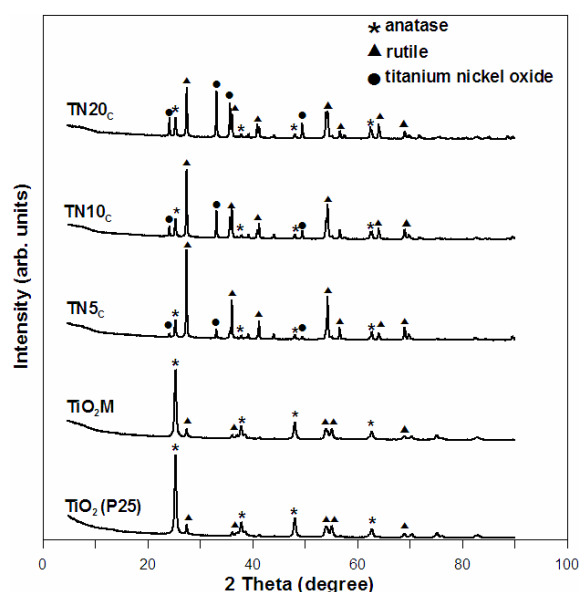 * anatase
▲ rutile
● titanium nickel oxide
TN20C
TN10C
TN5C
TiO2M
TiO2 (P25)
Intensity (arb. units)
0 20 40 60 80 100
2 Theta (degree)